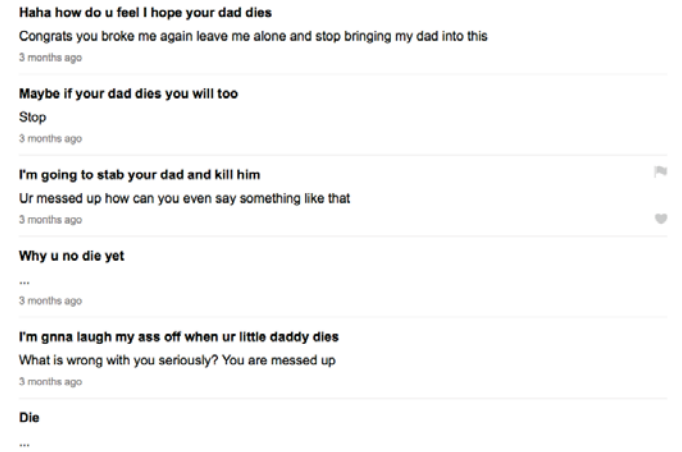 Haha how do u feel I hope your dad dies
Congrats you broke me again leave me alone and stop bringing my dad into this
3 months ago
Maybe if your dad dies you will too
Stop
3 months ago
I'm going to stab your dad and kill him
Ur messed up how can you even say something like that
3 months ago
Why u no die yet
...
3 months ago
I'm gnna laugh my ass off when ur little daddy dies
What is wrong with you seriously? You are messed up
3 months ago
Die
...